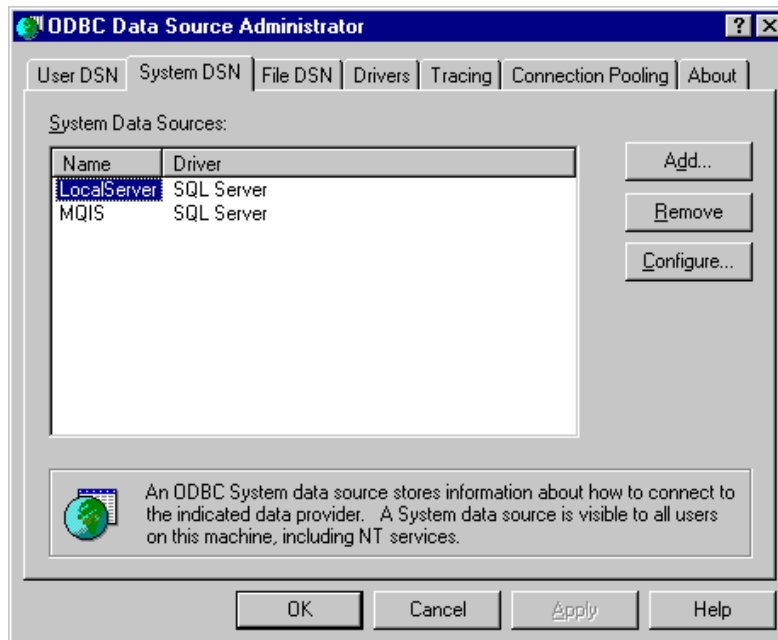 ODBC Data Source Administrator
? X
User DSN System DSN File DSN Drivers Tracing Connection Pooling About
System Data Sources:
Name Driver
LocalServer SQL Server
MQIS SQL Server
Add...
Remove
Configure...
An ODBC System data source stores information about how to connect to
the indicated data provider. A System data source is visible to all users
on this machine, including NT services.
OK Cancel Apply Help